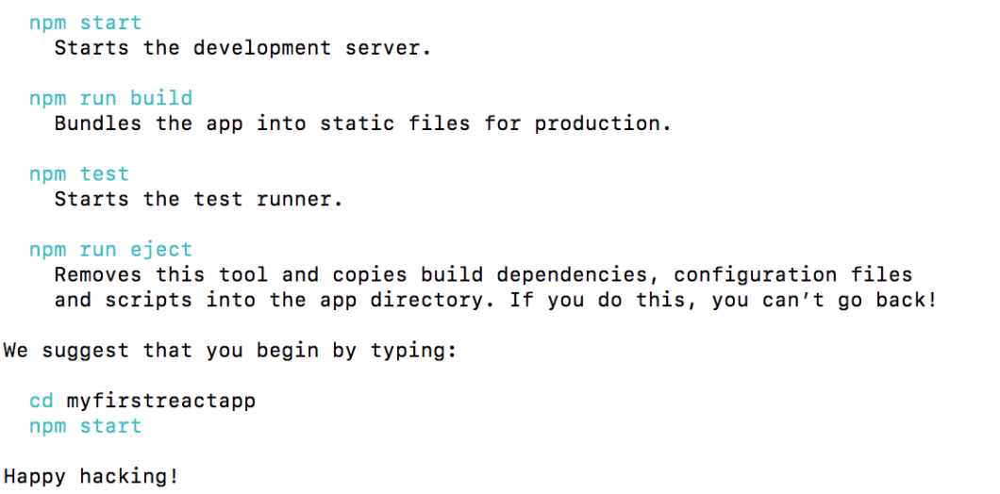 npm start
Starts the development server.
npm run build
Bundles the app into static files for production.
npm test
Starts the test runner.
npm run eject
Removes this tool and copies build dependencies, configuration files
and scripts into the app directory. If you do this, you can’t go back!
We suggest that you begin by typing:
cd myfirstreactapp
npm start
Happy hacking!